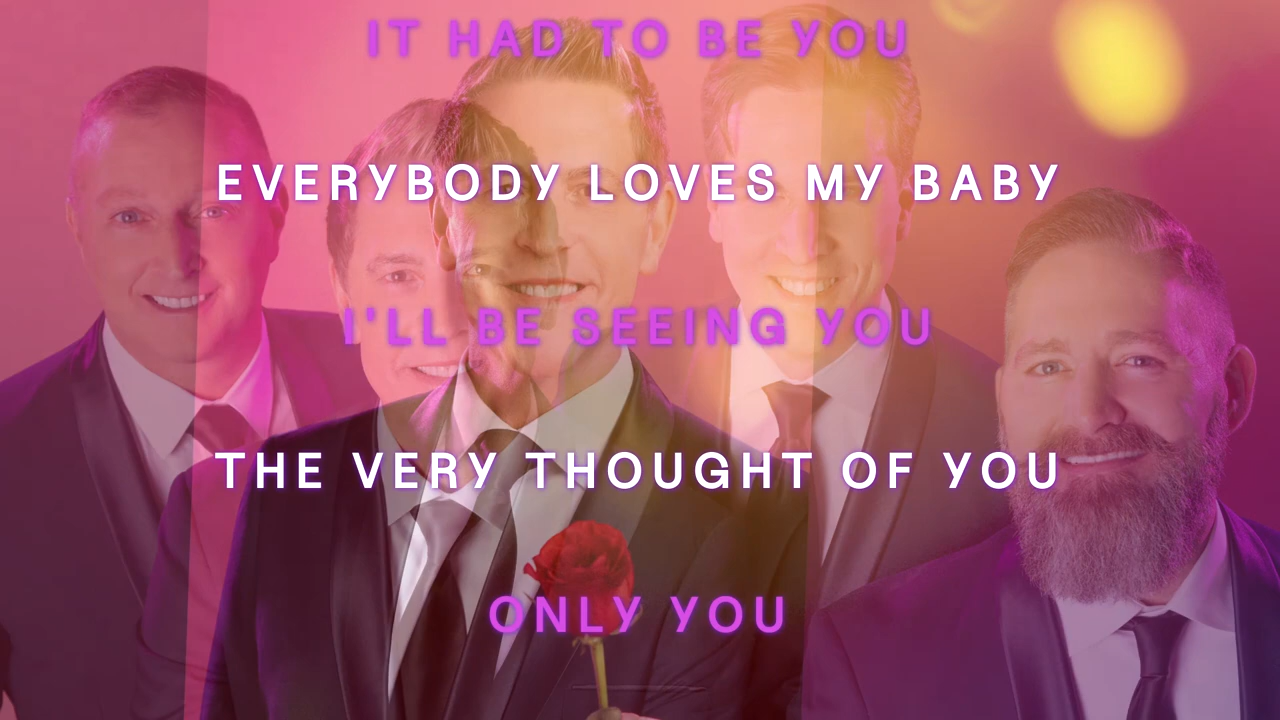 IT HAD TO BE YOU
EVERYBODY LOVES MY BABY
I'LL BE SEEING YOU
THE VERY THOUGHT OF YOU
ONLY YOU